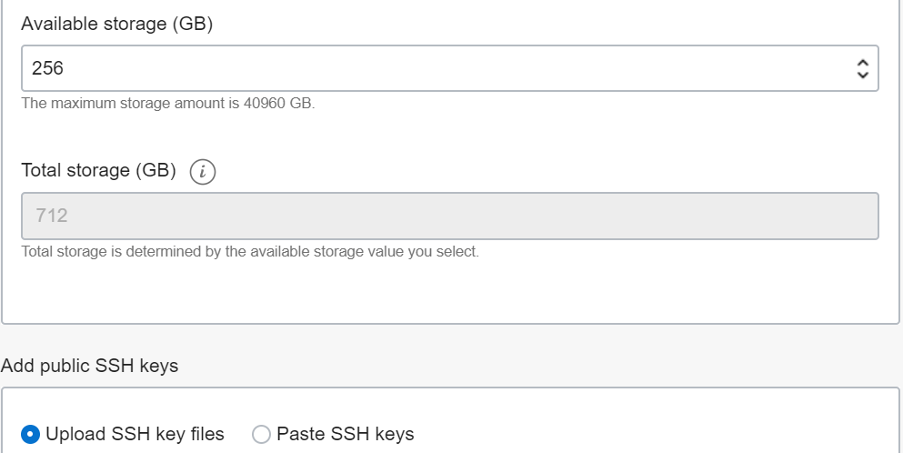 Available storage (GB)
256
The maximum storage amount is 40960 GB.
Total storage (GB) i
712
Total storage is determined by the available storage value you select.
Add public SSH keys
Upload SSH key files Paste SSH keys